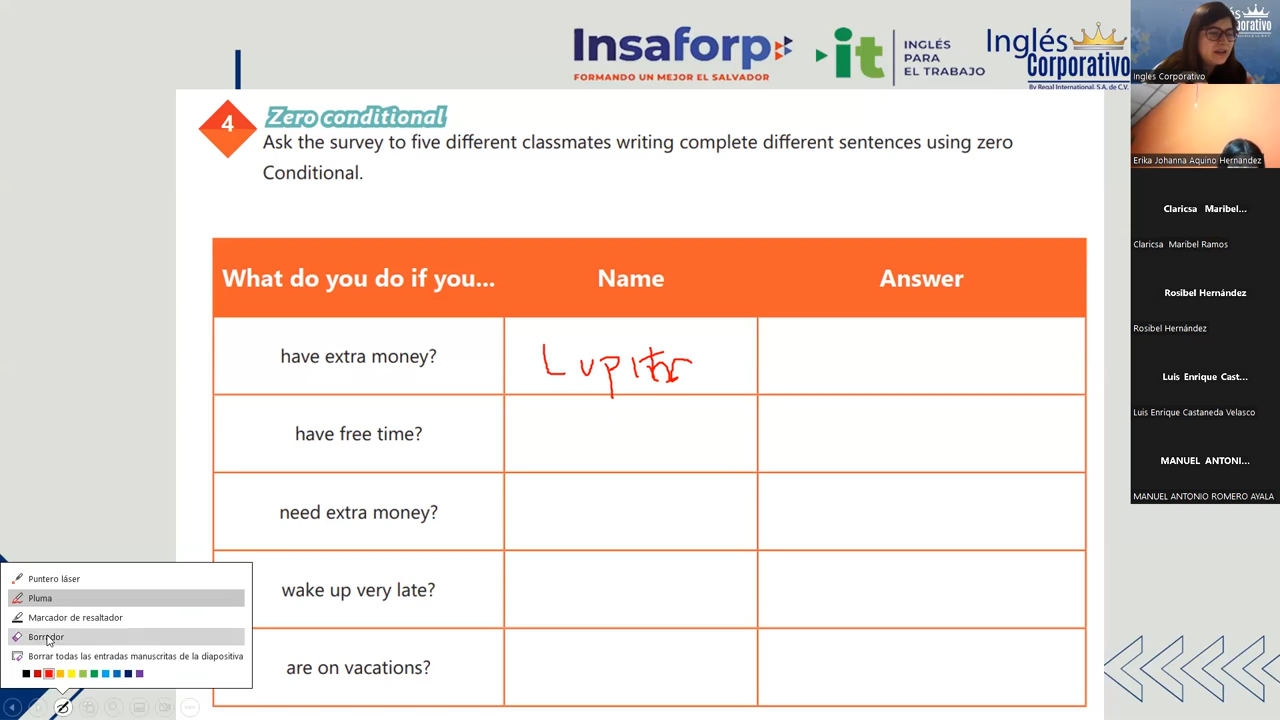 Insaforp
FORMANDO UN MEJOR EL SALVADOR
it
INGLÉS
PARA
EL TRABAJO
Inglés
Corporativo
By Regal International, S.A. de C.V.
4
Zero conditional
Ask the survey to five different classmates writing complete different sentences using zero
Conditional.
What do you do if you...
Name
Answer
have extra money?
Lupita
have free time?
need extra money?
wake up very late?
are on vacations?
Puntero láser
Pluma
Marcador de resaltador
Borrador
Borrar todas las entradas manuscritas de la diapositiva
Inglés Corporativo
Erika Johanna Aquino Hernández
Claricsa Maribel...
Claricsa Maribel Ramos
Rosibel Hernández
Rosibel Hernández
Luis Enrique Cast...
Luis Enrique Castaneda Velasco
MANUEL ANTONI...
MANUEL ANTONIO ROMERO AYALA